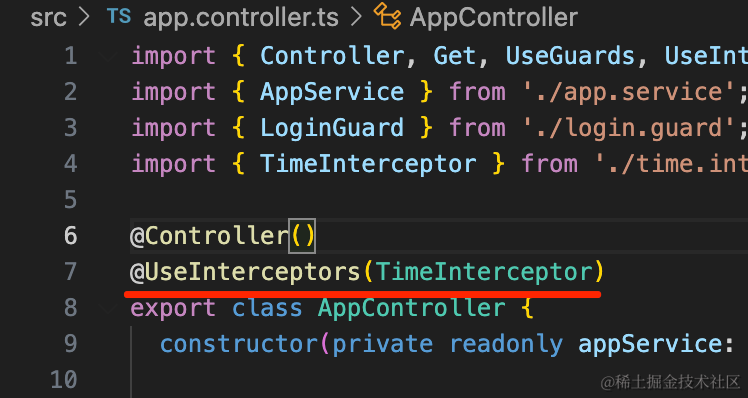 src > TS app.controller.ts > AppController
1 import { Controller, Get, UseGuards, UseInt
2 import { AppService } from './app.service';
3 import { LoginGuard } from './login.guard';
4 import { TimeInterceptor } from './time.int
5
6 @Controller()
7 @UseInterceptors(TimeInterceptor)
8 export class AppController {
9 constructor(private readonly appService:
10
@稀土掘金技术社区